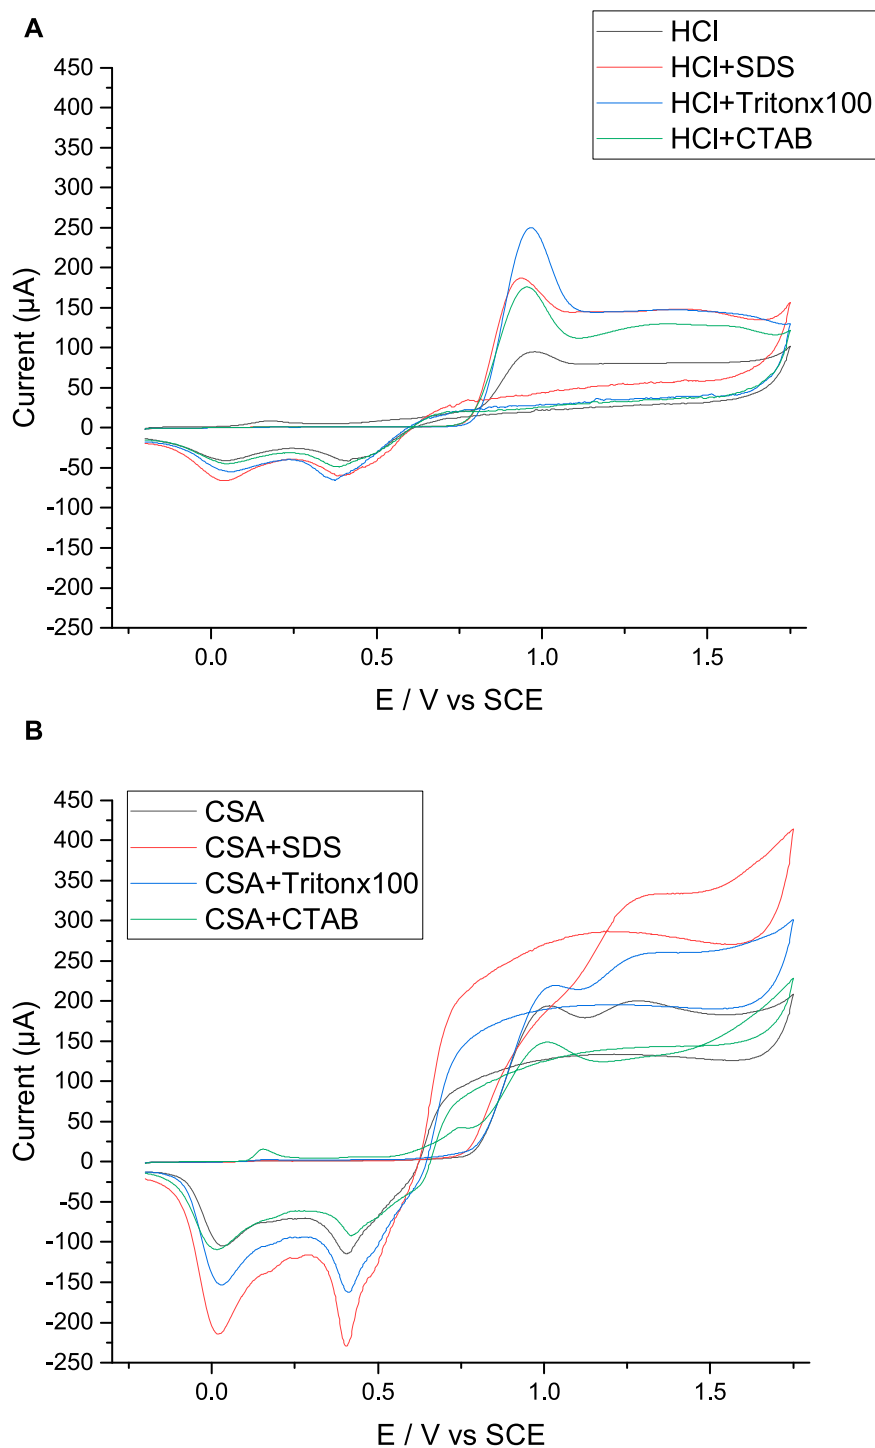 A
HCl
HCl+SDS
HCl+Tritonx100
HCl+CTAB
450
400
350
300
250
200
150
100
50
0
-50
-100
-150
-200
-250
Current (µA)
0.0 0.5 1.0 1.5
E / V vs SCE
B
CSA
CSA+SDS
CSA+Tritonx100
CSA+CTAB
450
400
350
300
250
200
150
100
50
0
-50
-100
-150
-200
-250
Current (µA)
0.0 0.5 1.0 1.5
E / V vs SCE